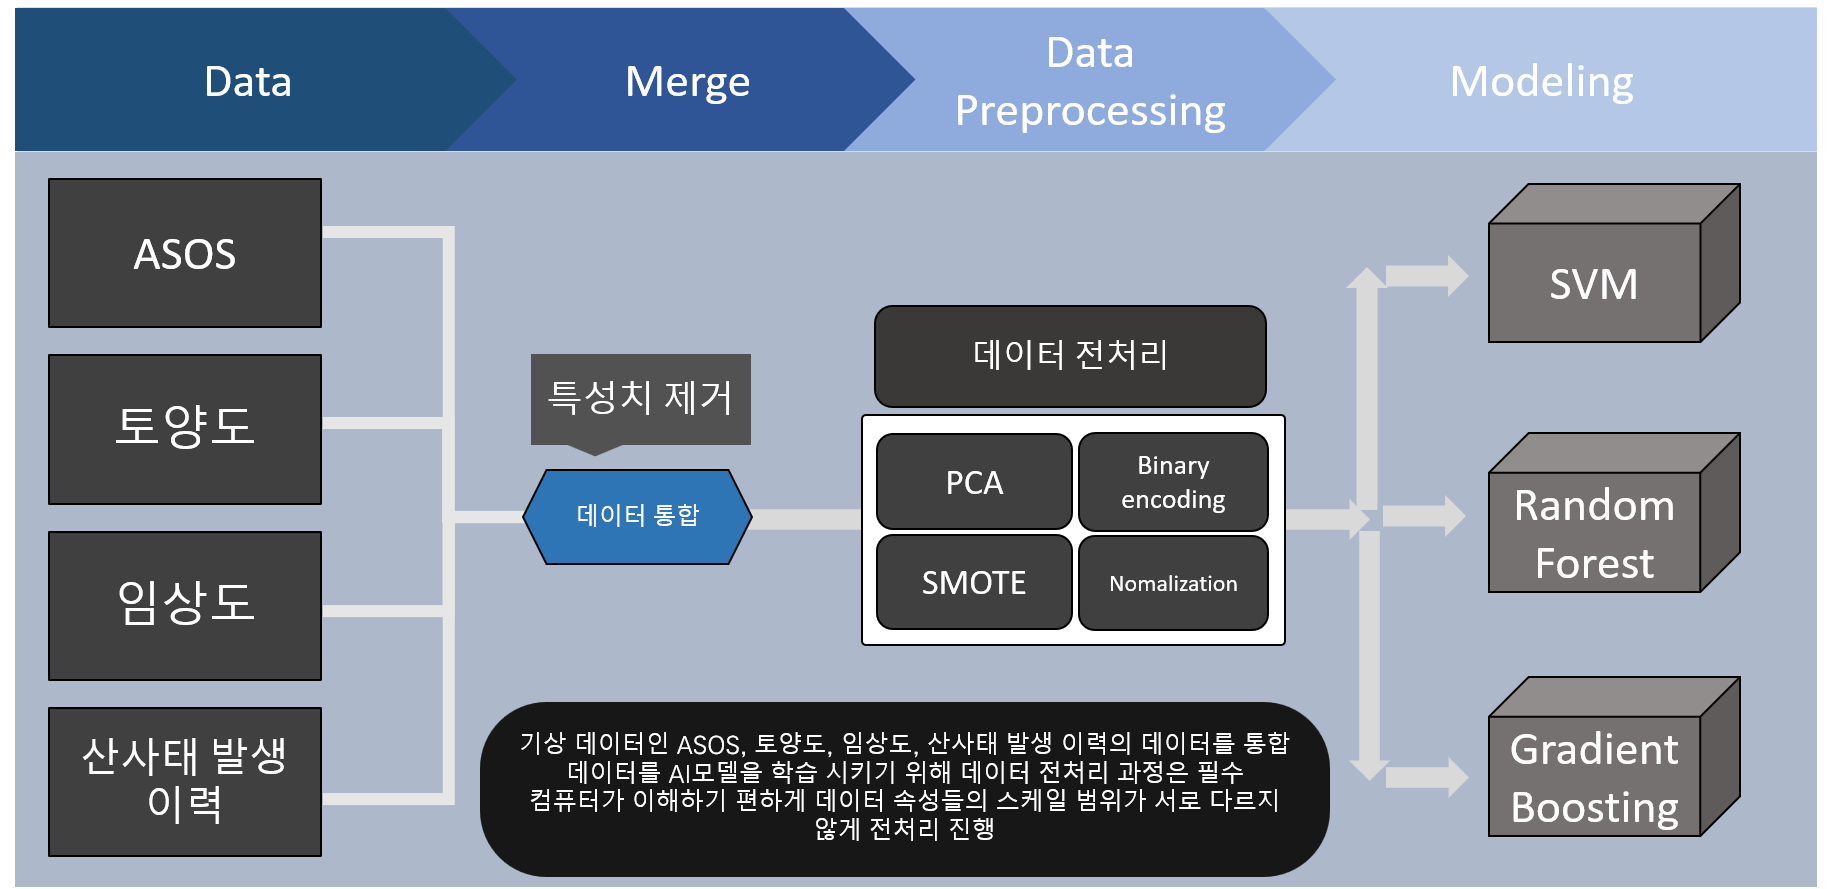 Data
Merge
Data
Preprocessing
Modeling
ASOS
토양도
임상도
산사태 발생
이력
특성치 제거
데이터 통합
데이터 전처리
PCA
Binary
encoding
SMOTE
Nomalization
SVM
Random
Forest
Gradient
Boosting
기상 데이터인 ASOS, 토양도, 임상도, 산사태 발생 이력의 데이터를 통합
데이터를 AI모델을 학습 시키기 위해 데이터 전처리 과정은 필수
컴퓨터가 이해하기 편하게 데이터 속성들의 스케일 범위가 서로 다르지
않게 전처리 진행